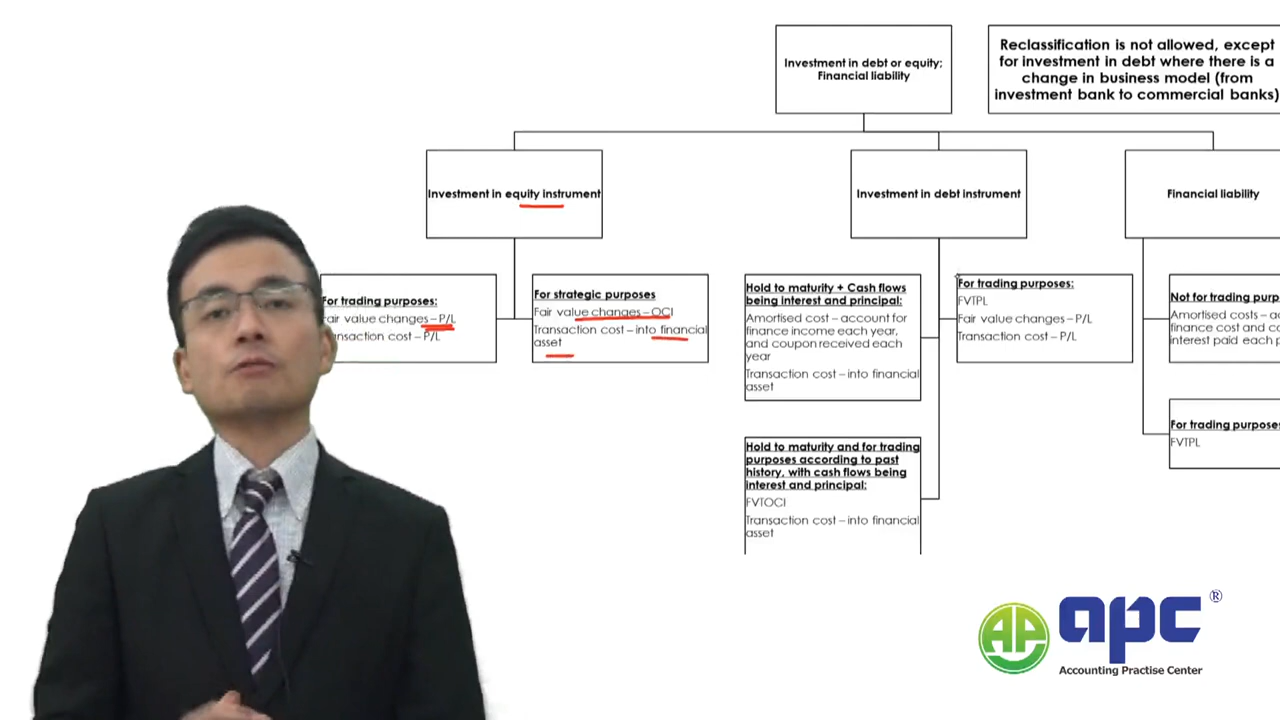 Investment in debt or equity;
Financial liability
Reclassification is not allowed, except
for investment in debt where there is a
change in business model (from
investment bank to commercial banks)
Investment in equity instrument
Investment in debt instrument
Financial liability
For trading purposes:
Fair value changes – P/L
Transaction cost – P/L
For strategic purposes
Fair value changes – OCI
Transaction cost – into financial
asset
Hold to maturity + Cash flows
being interest and principal:
Amortised cost – account for
finance income each year,
and coupon received each
year
Transaction cost – into financial
asset
For trading purposes:
FVTPL
Fair value changes – P/L
Transaction cost – P/L
Not for trading
Amortised costs –
finance cost and
interest paid each
For trading purposes
FVTPL
Hold to maturity and for trading
purposes according to past
history, with cash flows being
interest and principal:
FVTOCI
Transaction cost – into financial
asset
AP apc ®
Accounting Practise Center